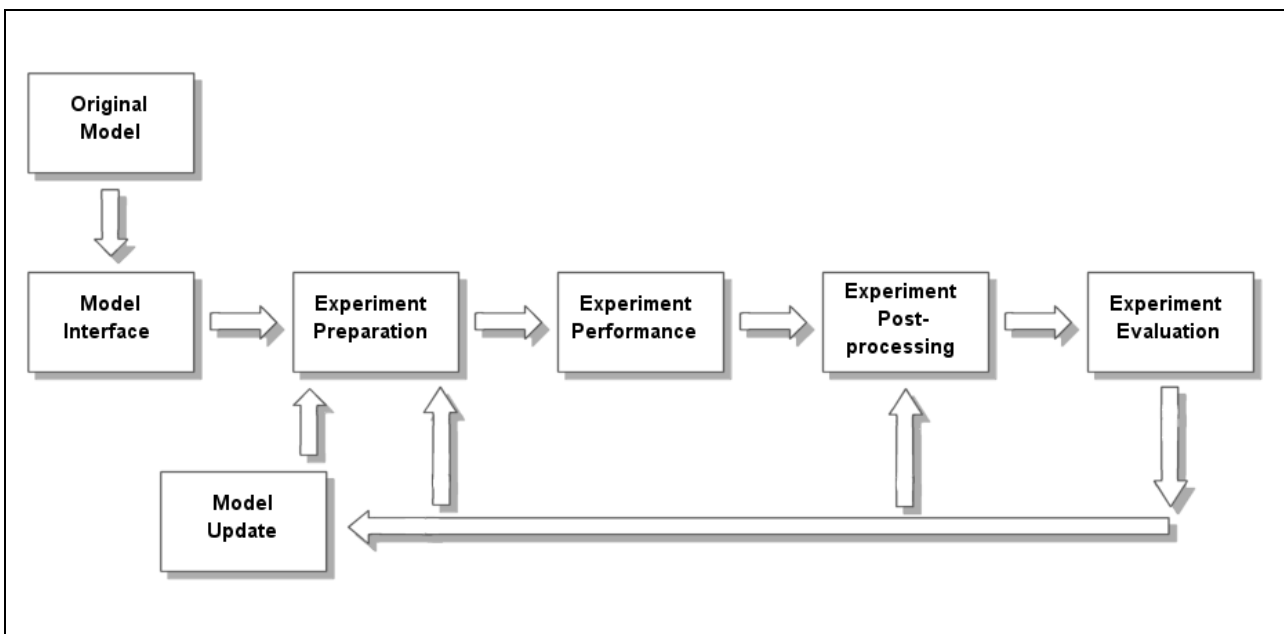 Original
Model
Model
Interface
Experiment
Preparation
Experiment
Performance
Experiment
Post-
processing
Experiment
Evaluation
Model
Update